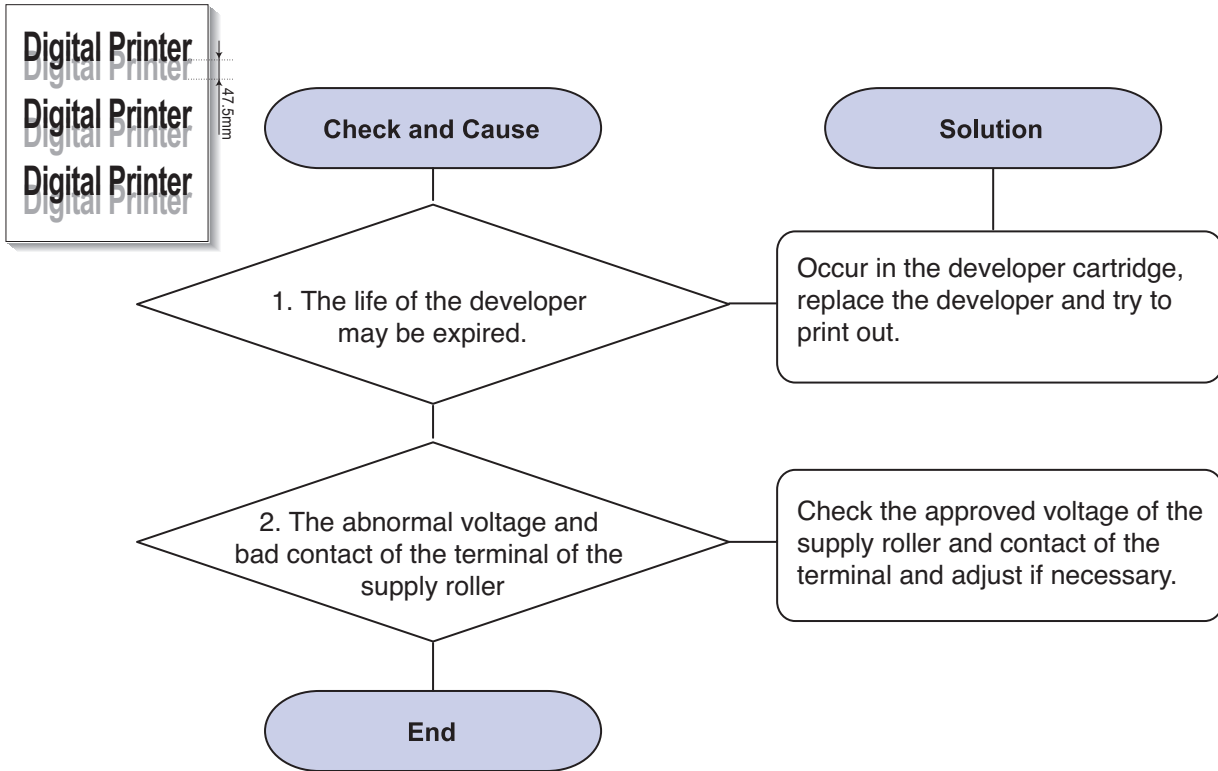 Digital Printer
Digital Printer
Digital Printer
Digital Printer
Digital Printer
Digital Printer
47.5mm
Check and Cause
Solution
1. The life of the developer
may be expired.
Occur in the developer cartridge,
replace the developer and try to
print out.
2. The abnormal voltage and
bad contact of the terminal of the
supply roller
Check the approved voltage of the
supply roller and contact of the
terminal and adjust if necessary.
End